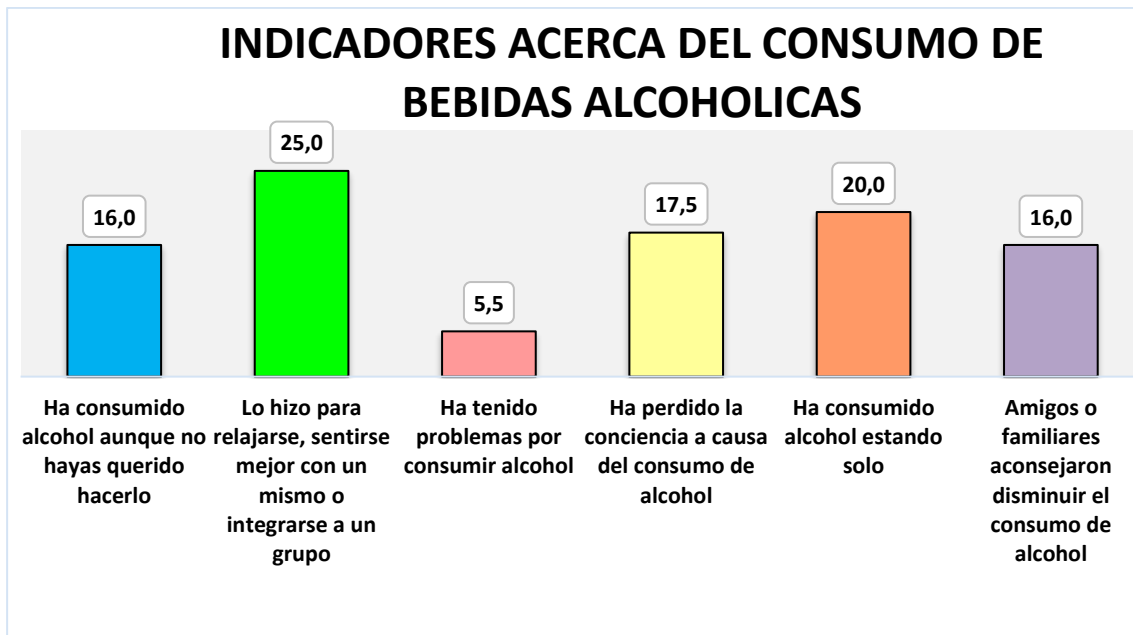 INDICADORES ACERCA DEL CONSUMO DE
BEBIDAS ALCOHOLICAS
16,0
25,0
5,5
17,5
20,0
16,0
Ha consumido
alcohol aunque no
hayas querido
hacerlo
Lo hizo para
relajarse, sentirse
mejor con un
mismo o
integrarse a un
grupo
Ha tenido
problemas por
consumir alcohol
Ha perdido la
conciencia a causa
del consumo de
alcohol
Ha consumido
alcohol estando
solo
Amigos o
familiares
aconsejaron
disminuir el
consumo de
alcohol